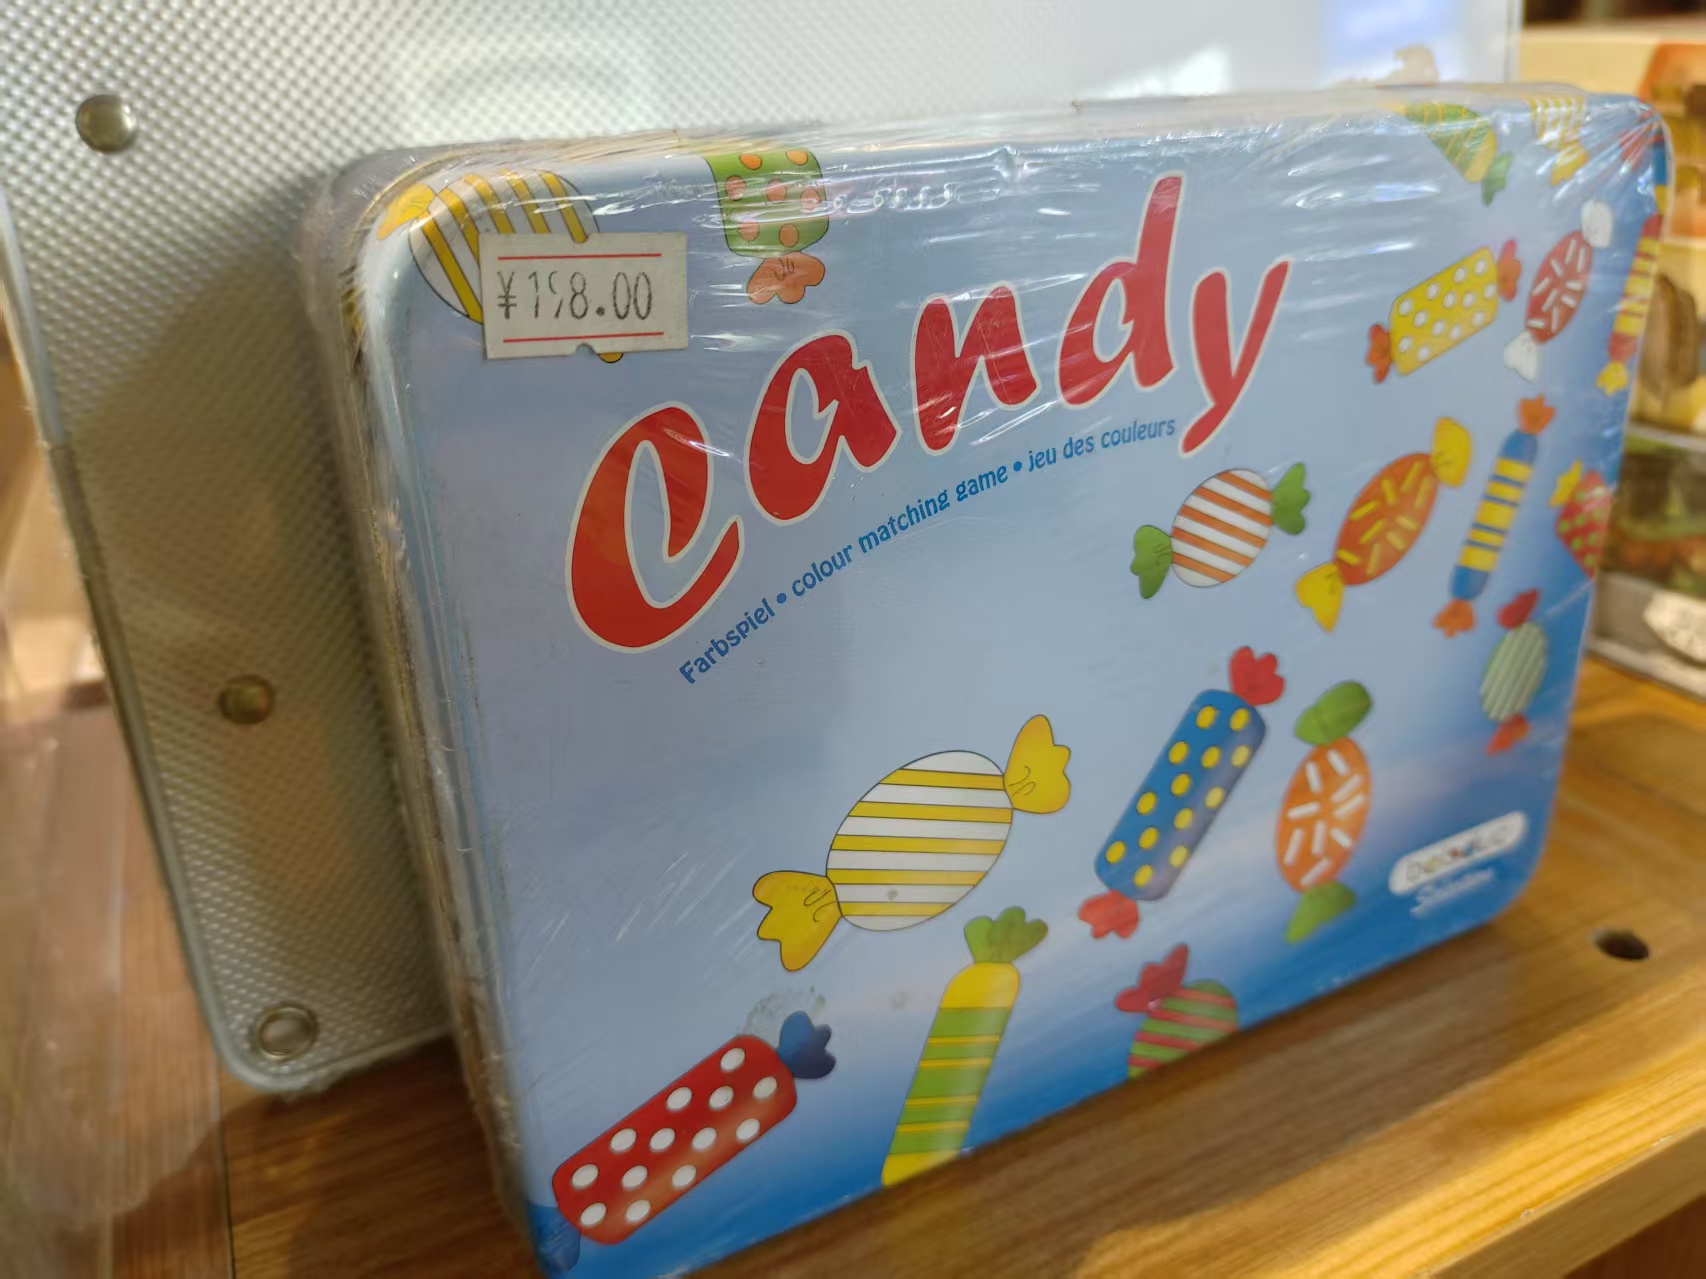 ¥198.00
Candy
Farbspiel • colour matching game • jeu des couleurs